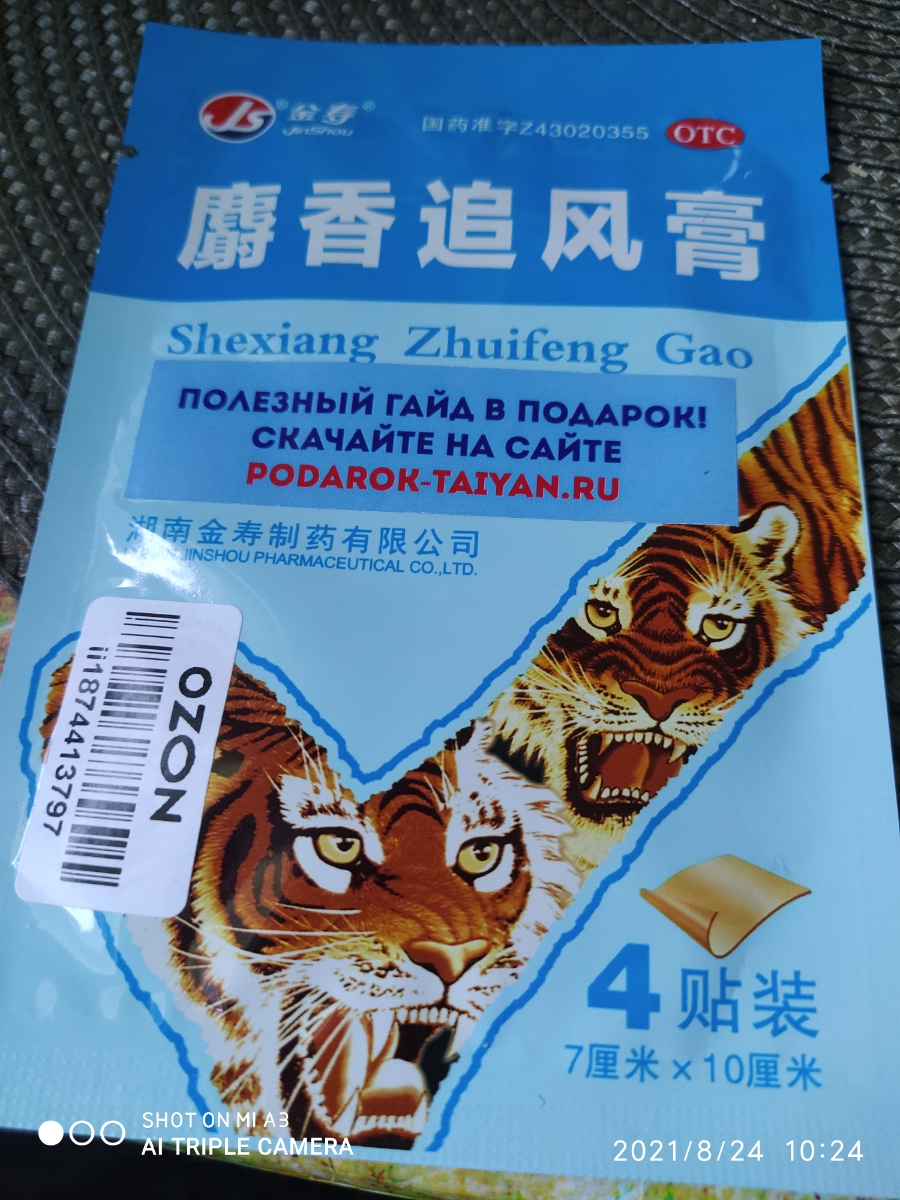 JS® 金寿®
JinShou
国药准字Z43020355 OTC
麝香追风膏
Shexiang Zhuifeng Gao
ПОЛЕЗНЫЙ ГАЙД В ПОДАРОК!
СКАЧАЙТЕ НА САЙТЕ
PODAROK-TAIYAN.RU
湖南金寿制药有限公司
JINSHOU PHARMACEUTICAL CO.,LTD.
OZON
ii1874413797
4贴装
7厘米×10厘米
SHOT ON MI A3
AI TRIPLE CAMERA
2021/8/24 10:24